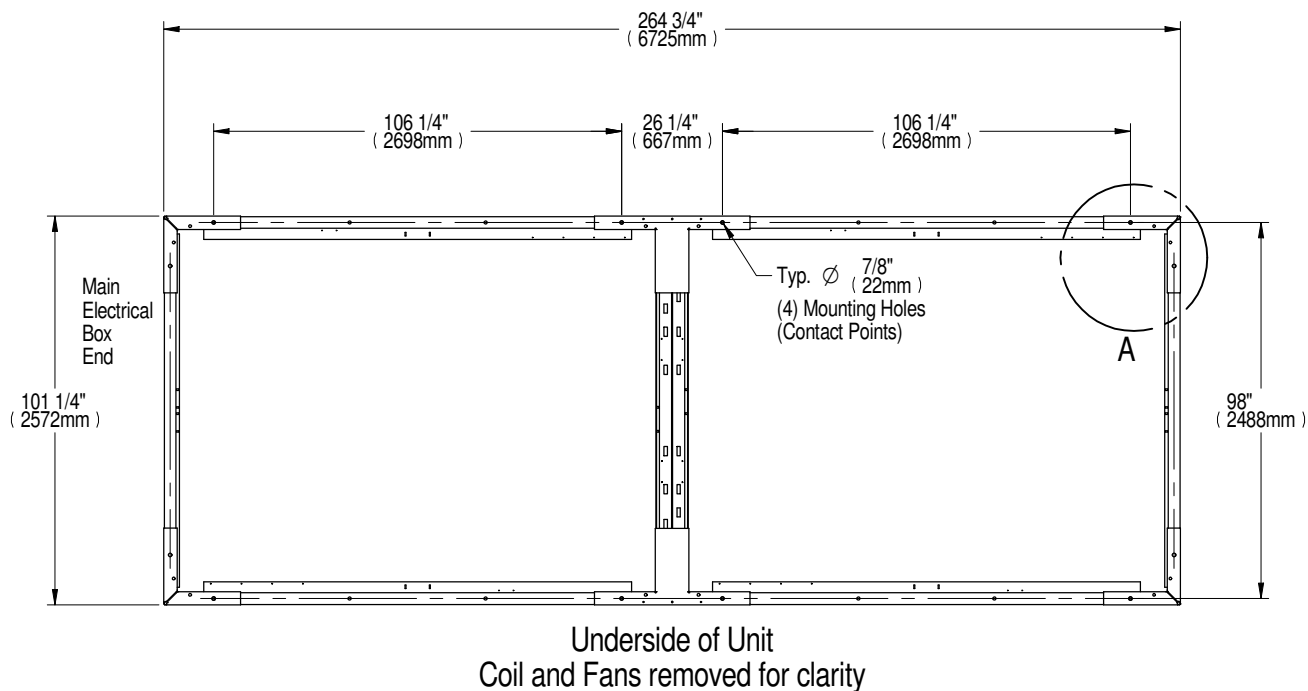 264 3/4"
( 6725mm )
106 1/4"
( 2698mm )
26 1/4"
( 667mm )
106 1/4"
( 2698mm )
Main
Electrical
Box
End
Typ. ∅ 7/8"
( 22mm )
(4) Mounting Holes
(Contact Points)
A
101 1/4"
( 2572mm )
98"
( 2488mm )
Underside of Unit
Coil and Fans removed for clarity